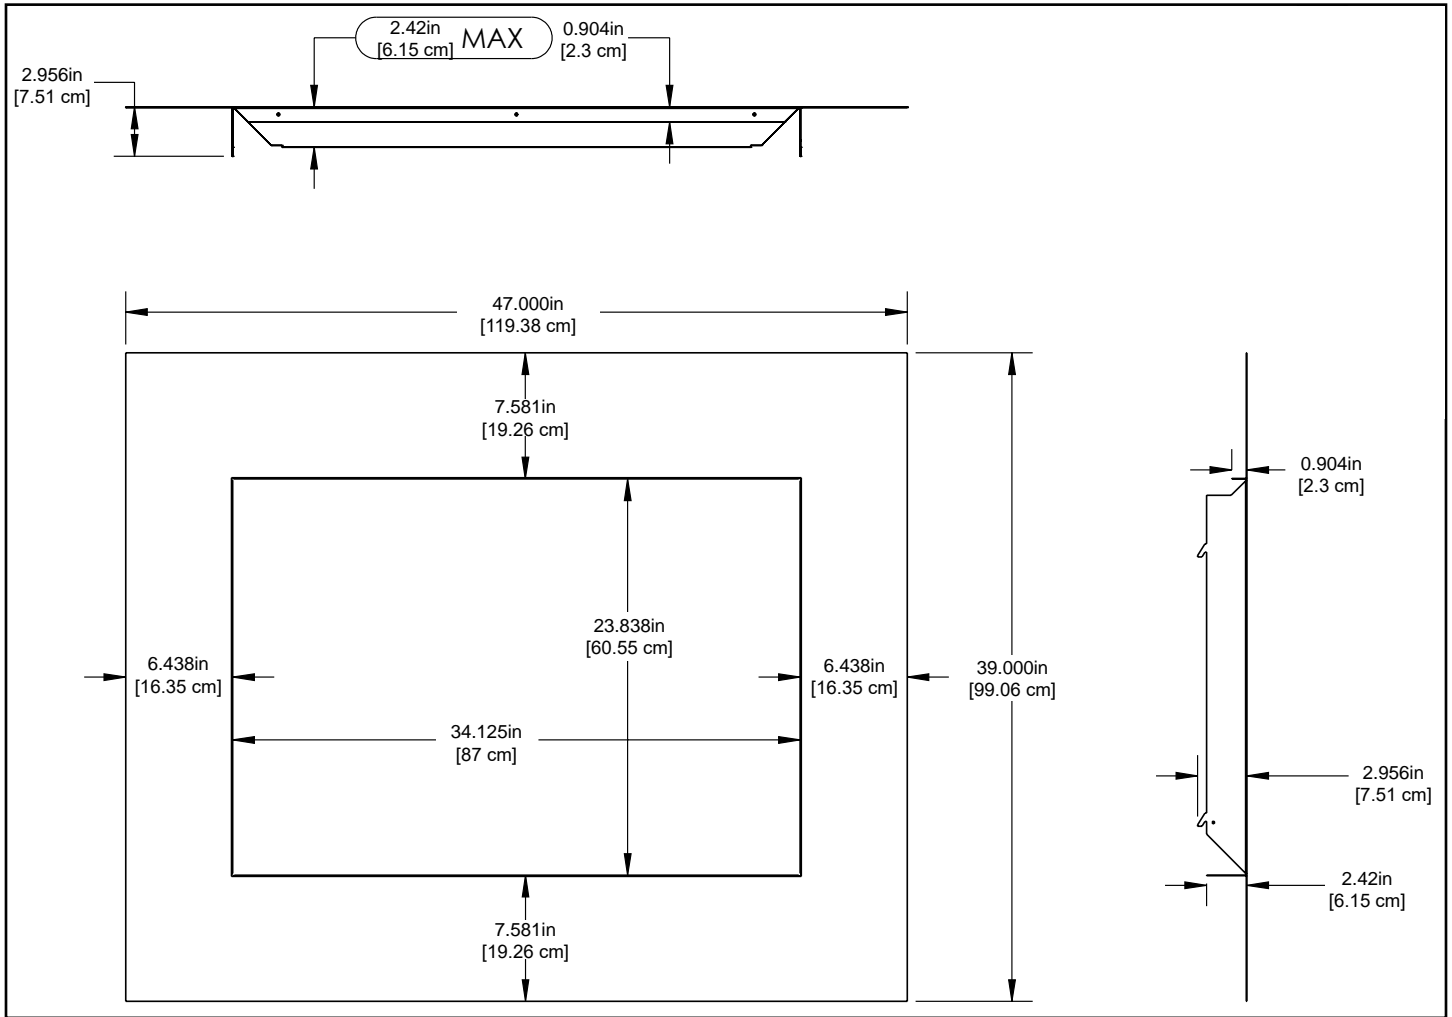 2.42in
[6.15 cm] MAX
0.904in
[2.3 cm]
2.956in
[7.51 cm]
47.000in
[119.38 cm]
7.581in
[19.26 cm]
0.904in
[2.3 cm]
23.838in
[60.55 cm]
6.438in
[16.35 cm]
6.438in
[16.35 cm]
39.000in
[99.06 cm]
34.125in
[87 cm]
2.956in
[7.51 cm]
2.42in
[6.15 cm]
7.581in
[19.26 cm]